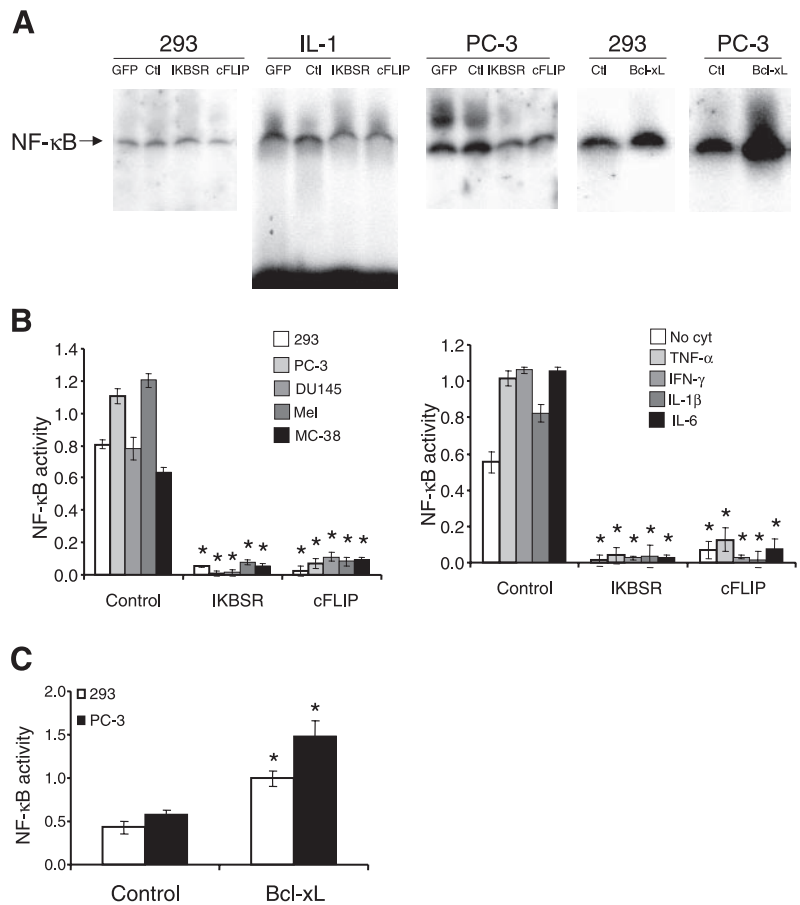 A
293 IL-1 PC-3 293 PC-3
GFP Ctl IKBSR cFLIP GFP Ctl IKBSR cFLIP GFP Ctl IKBSR cFLIP Ctl Bcl-xL Ctl Bcl-xL
NF-κB→
B
NF-κB activity
1.4
1.2
1.0
0.8
0.6
0.4
0.2
0.0
293
PC-3
DU145
Mel
MC-38
* * * * * * * * * *
Control IKBSR cFLIP
NF-κB activity
1.2
1.0
0.8
0.6
0.4
0.2
0.0
No cyt
TNF-α
IFN-γ
IL-1β
IL-6
* * * * * * * * * *
Control IKBSR cFLIP
C
NF-κB activity
2.0
1.5
1.0
0.5
0.0
293
PC-3
* *
Control Bcl-xL